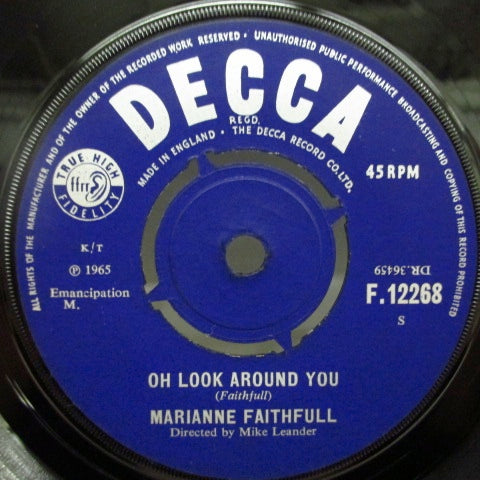 ALL RIGHTS OF THE MANUFACTURER AND OF THE OWNER OF THE RECORDED WORK RESERVED · UNAUTHORISED PUBLIC PERFORMANCE BROADCASTING AND COPYING OF THIS RECORD PROHIBITED
DECCA
REGD.
MADE IN ENGLAND · THE DECCA RECORD CO. LTD.
TRUE HIGH
ffrr
FIDELITY
45 RPM
K/T
℗ 1965
DR.36459
Emancipation
M.
F.12268
S
OH LOOK AROUND YOU
(Faithfull)
MARIANNE FAITHFULL
Directed by Mike Leander